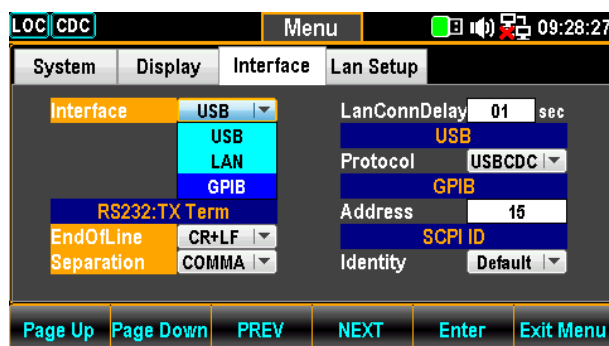 LOC CDC Menu 09:28:27
System Display Interface Lan Setup
Interface USB LanConnDelay 01 sec
USB USB
LAN Protocol USBCDC
GPIB GPIB
RS232:TX Term Address 15
EndOfLine CR+LF SCPI ID
Separation COMMA Identity Default
Page Up Page Down PREV NEXT Enter Exit Menu